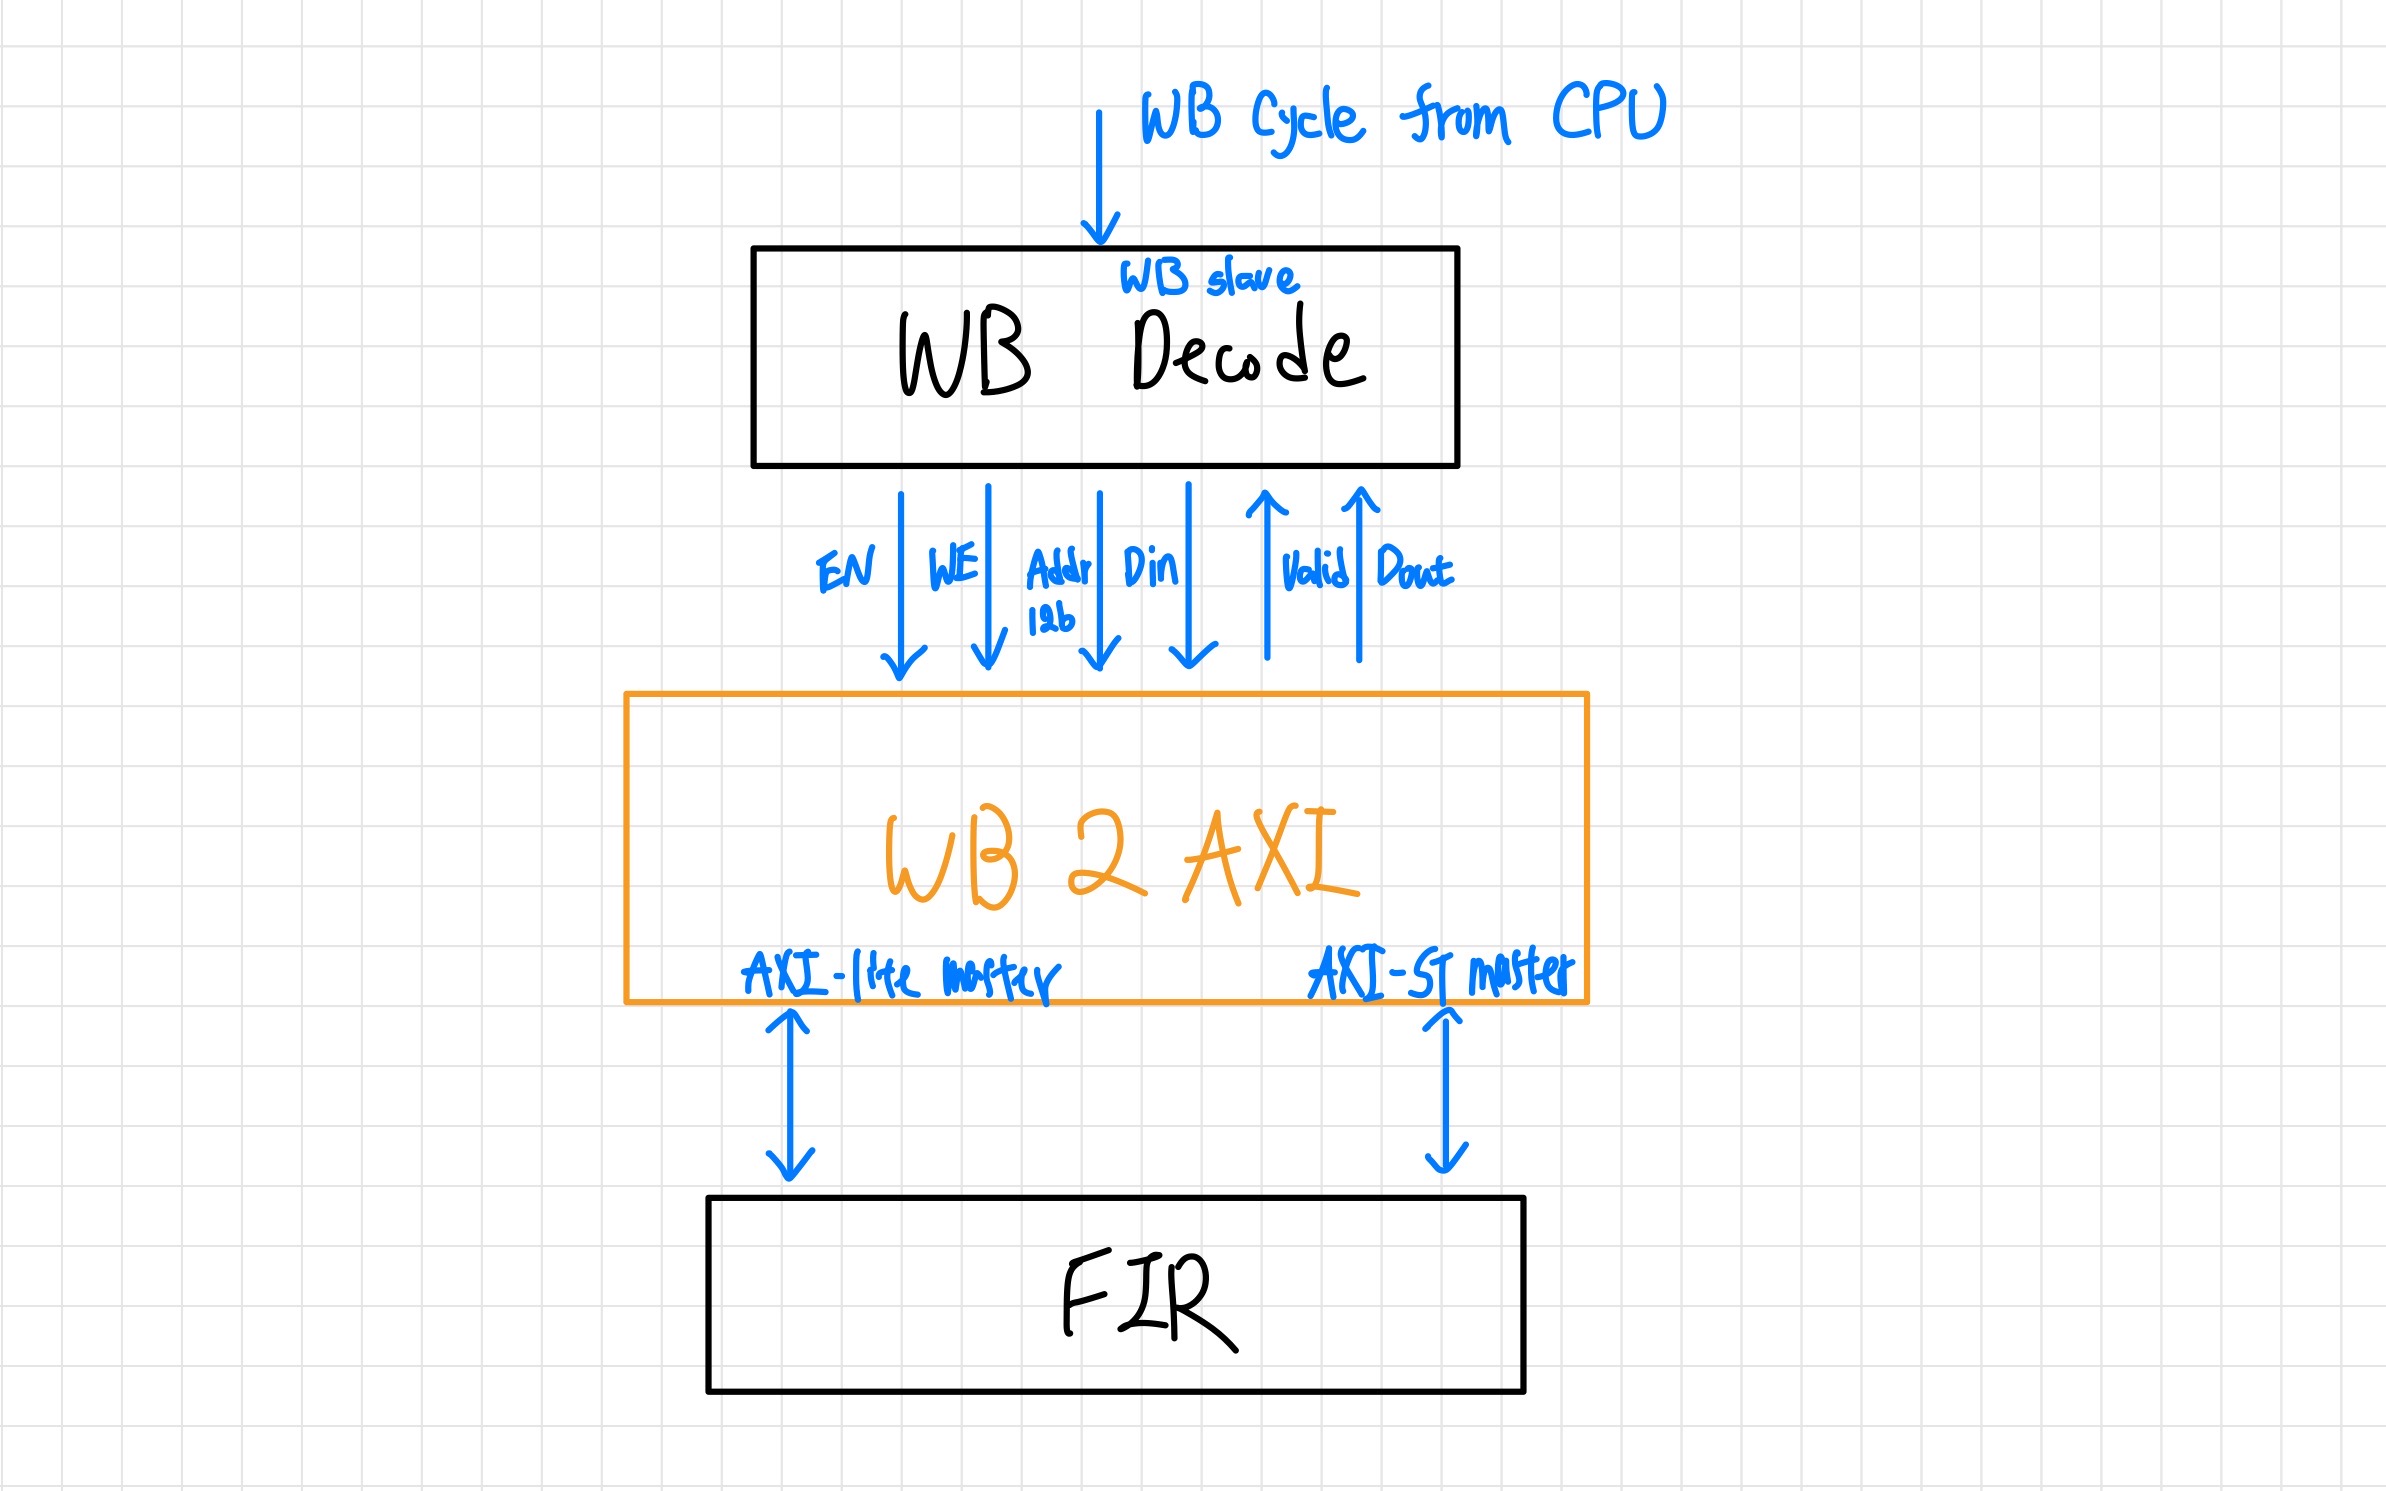 WB Cycle from CPU
WB slave
WB Decode
EN WE Addr Din Valid Dout
WB 2 AXI
AXI-lite Master AXI-ST Master
FIR